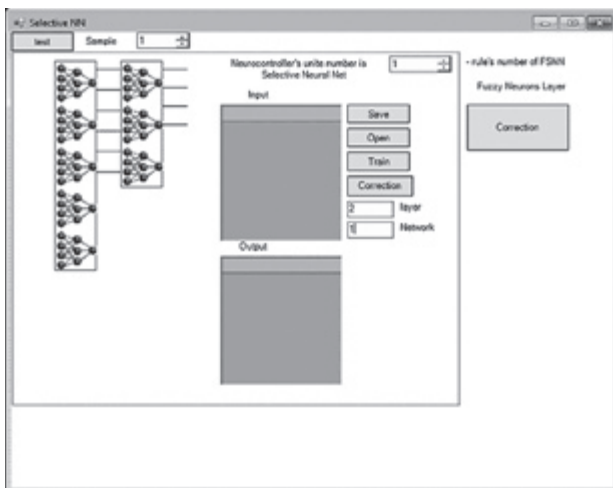 Selective NN
test Sample 1
Neurocontroller's unite number is 1 - rule's number of FSNN
Selective Neural Net
Fuzzy Neurons Layer
Input
Save
Correction
Open
Train
Correction
2 layer
1 Network
Output